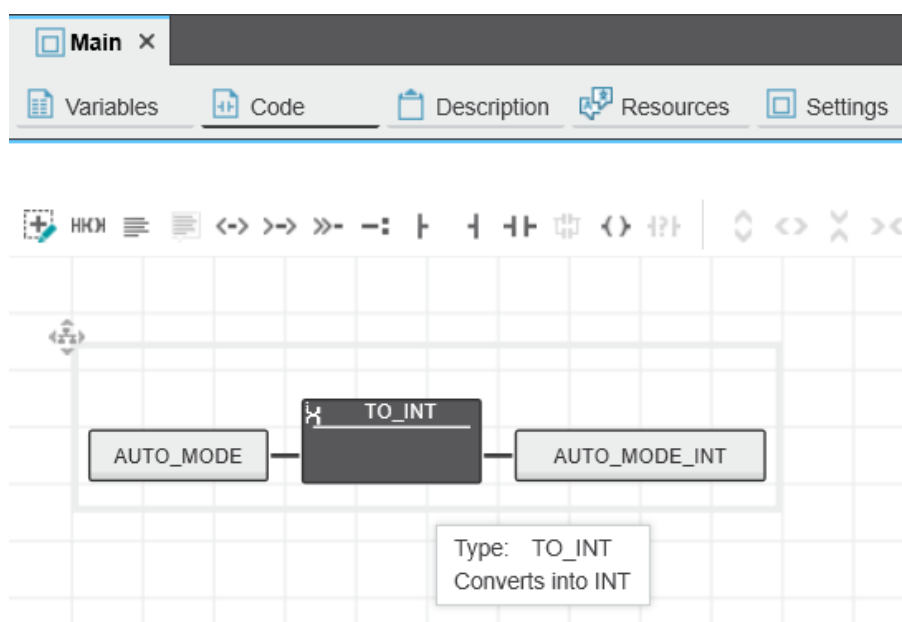 Main
Variables Code Description Resources Settings
TO_INT
AUTO_MODE AUTO_MODE_INT
Type: TO_INT
Converts into INT